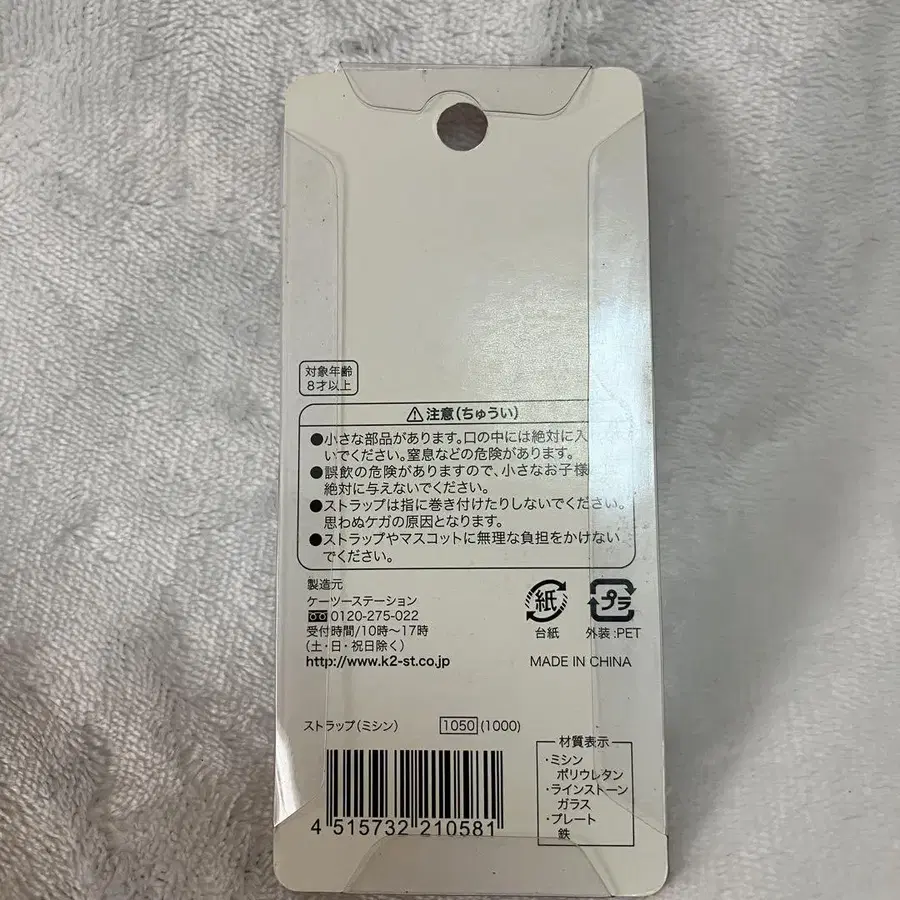 対象年齢
8才以上
⚠注意(ちゅうい)
●小さな部品があります。口の中には絶対に入
いでください。窒息などの危険があります。
●誤飲の危険がありますので、小さなお子様
絶対に与えないでください。
●ストラップは指に巻き付けたりしないでください。
思わぬケガの原因となります。
●ストラップやマスコットに無理な負担をかけない
でください。
製造元
ケーツーステーション
0120-275-022
受付時間/10時~17時
(土・日・祝日除く)
http://www.k2-st.co.jp
紙
台紙
プラ
外装:PET
MADE IN CHINA
ストラップ(ミシン) 1050 (1000)
4 515732 210581
材質表示
・ミシン
ポリウレタン
・ラインストーン
ガラス
・プレート
鉄